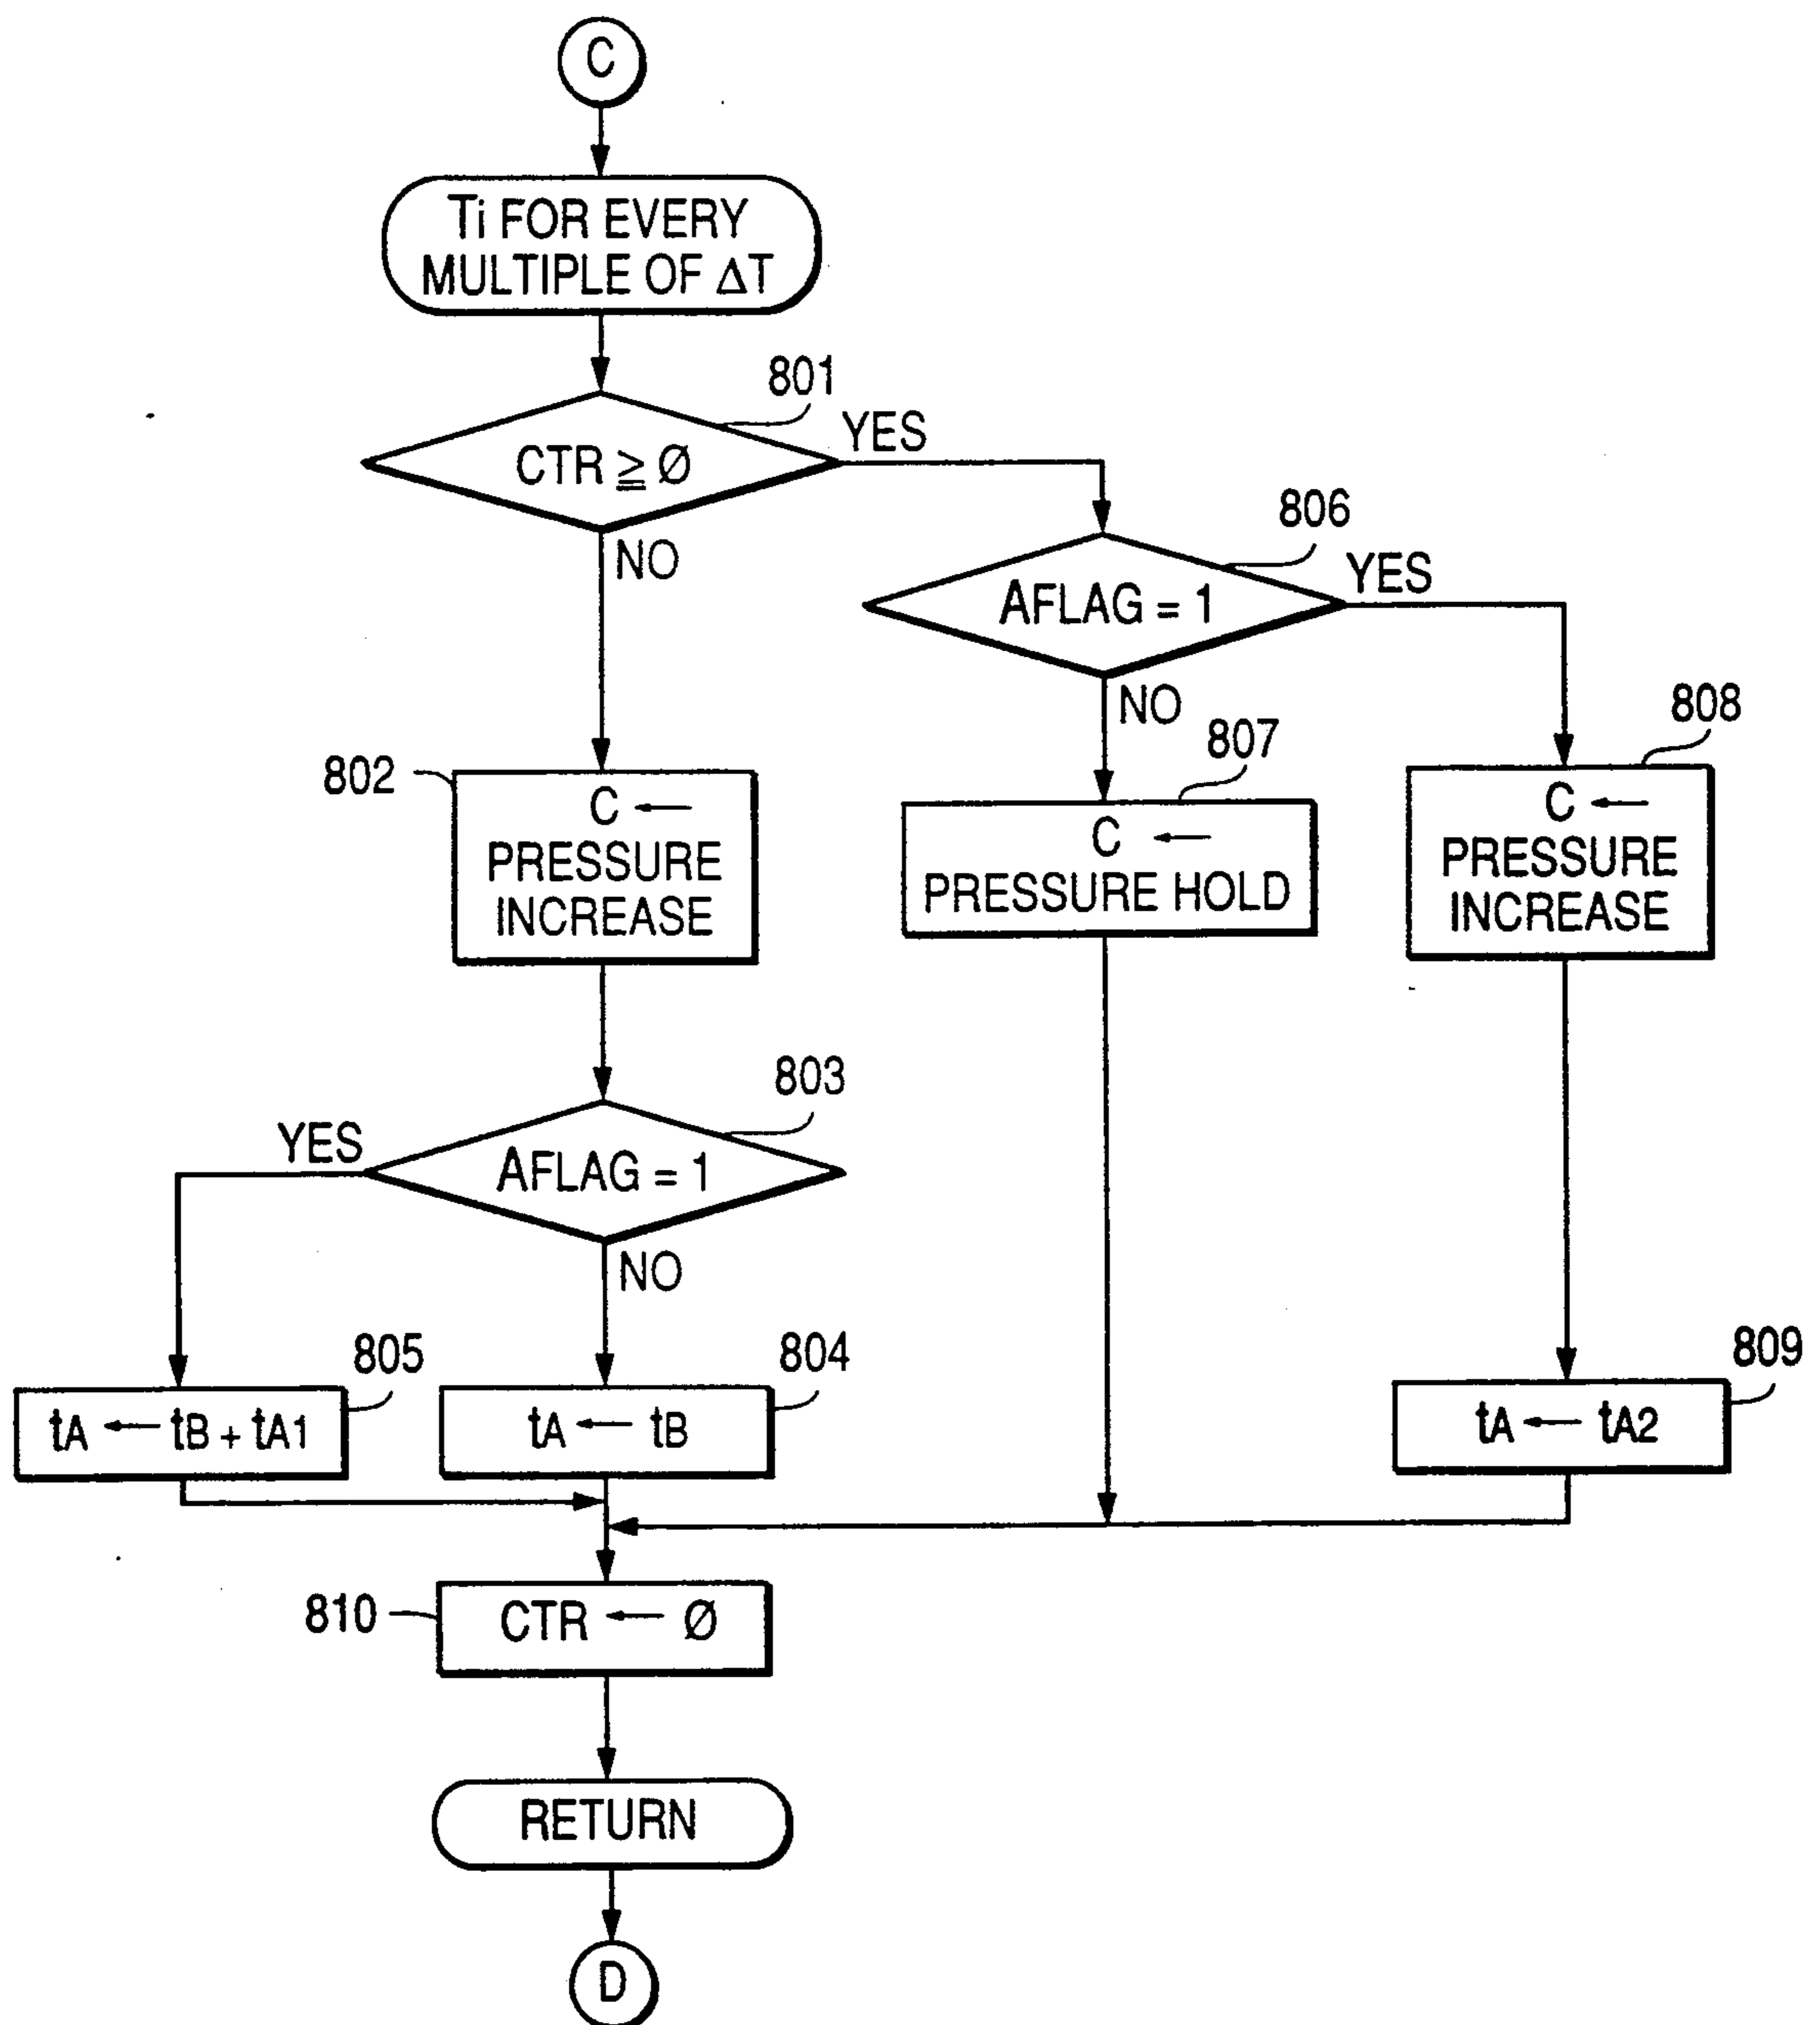 C
Ti FOR EVERY
MULTIPLE OF ΔT
801
CTR ≧ Ø
YES
NO
806
AFLAG = 1
YES
NO
802
C ←
PRESSURE
INCREASE
807
C ←
PRESSURE HOLD
808
C ←
PRESSURE
INCREASE
803
YES
AFLAG = 1
NO
805
tA ← tB + tA1
804
tA ← tB
809
tA ← tA2
810
CTR ← Ø
RETURN
D